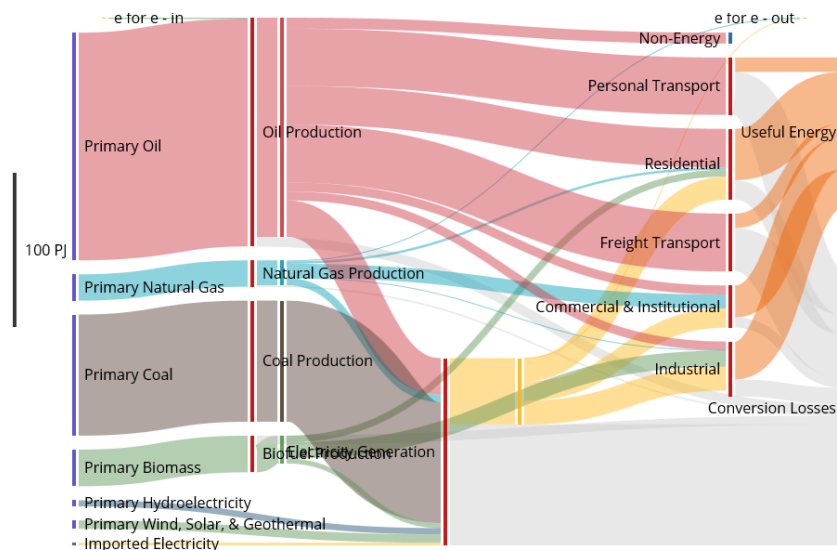 e for e - in
e for e - out
Non-Energy
Personal Transport
Primary Oil
Oil Production
Useful Energy
Residential
100 PJ
Freight Transport
Primary Natural Gas
Natural Gas Production
Commercial & Institutional
Primary Coal
Coal Production
Industrial
Conversion Losses
Primary Biomass
Biofuel Production
Electricity Generation
Primary Hydroelectricity
Primary Wind, Solar, & Geothermal
Imported Electricity